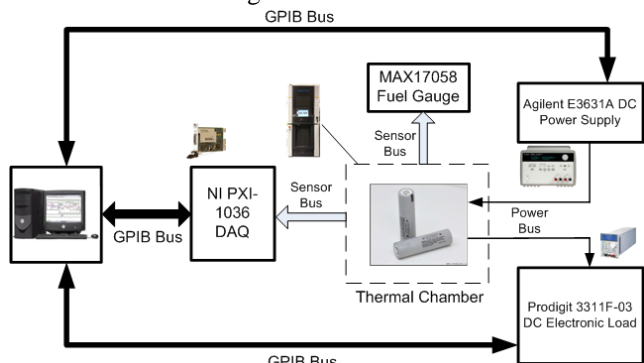 GPIB Bus
MAX17058
Fuel Gauge
Agilent E3631A DC
Power Supply
Sensor
Bus
NI PXI-
1036
DAQ
Sensor
Bus
GPIB Bus
Power
Bus
Thermal Chamber
Prodigit 3311F-03
DC Electronic Load
GPIB Bus